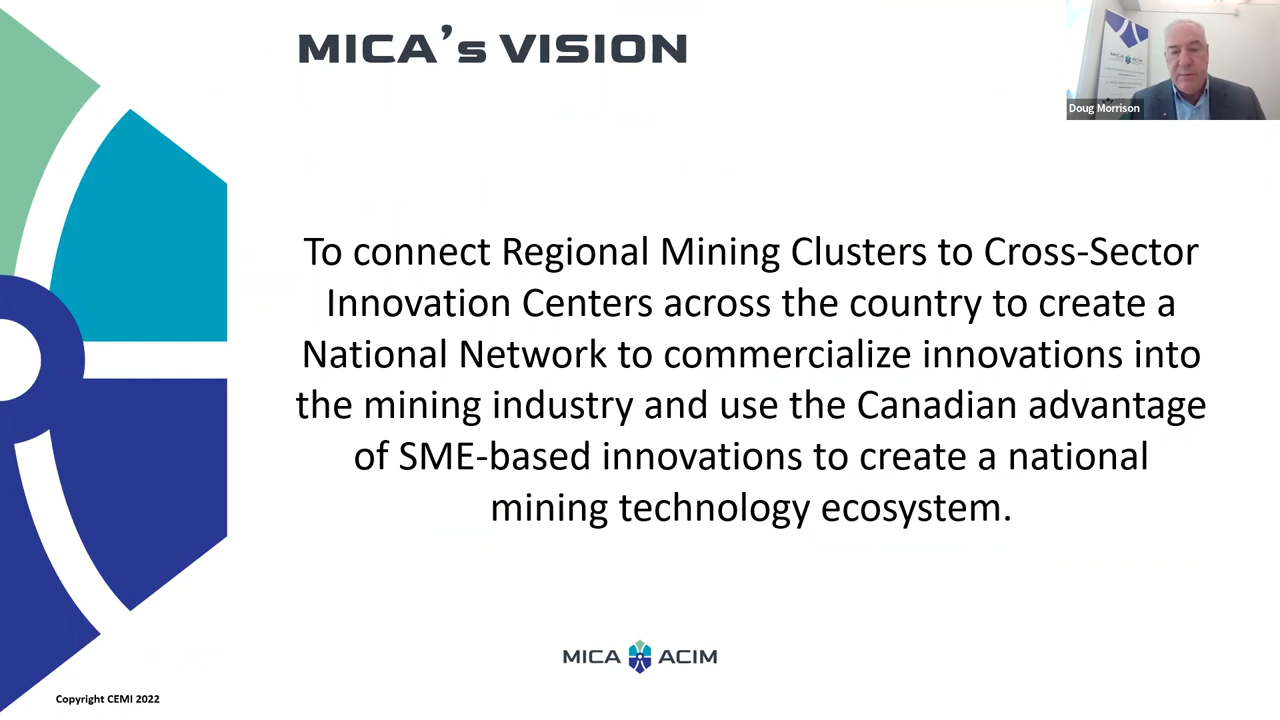 MICA's VISION
MICA ACIM
Doug Morrison
To connect Regional Mining Clusters to Cross-Sector
Innovation Centers across the country to create a
National Network to commercialize innovations into
the mining industry and use the Canadian advantage
of SME-based innovations to create a national
mining technology ecosystem.
MICA ACIM
Copyright CEMI 2022